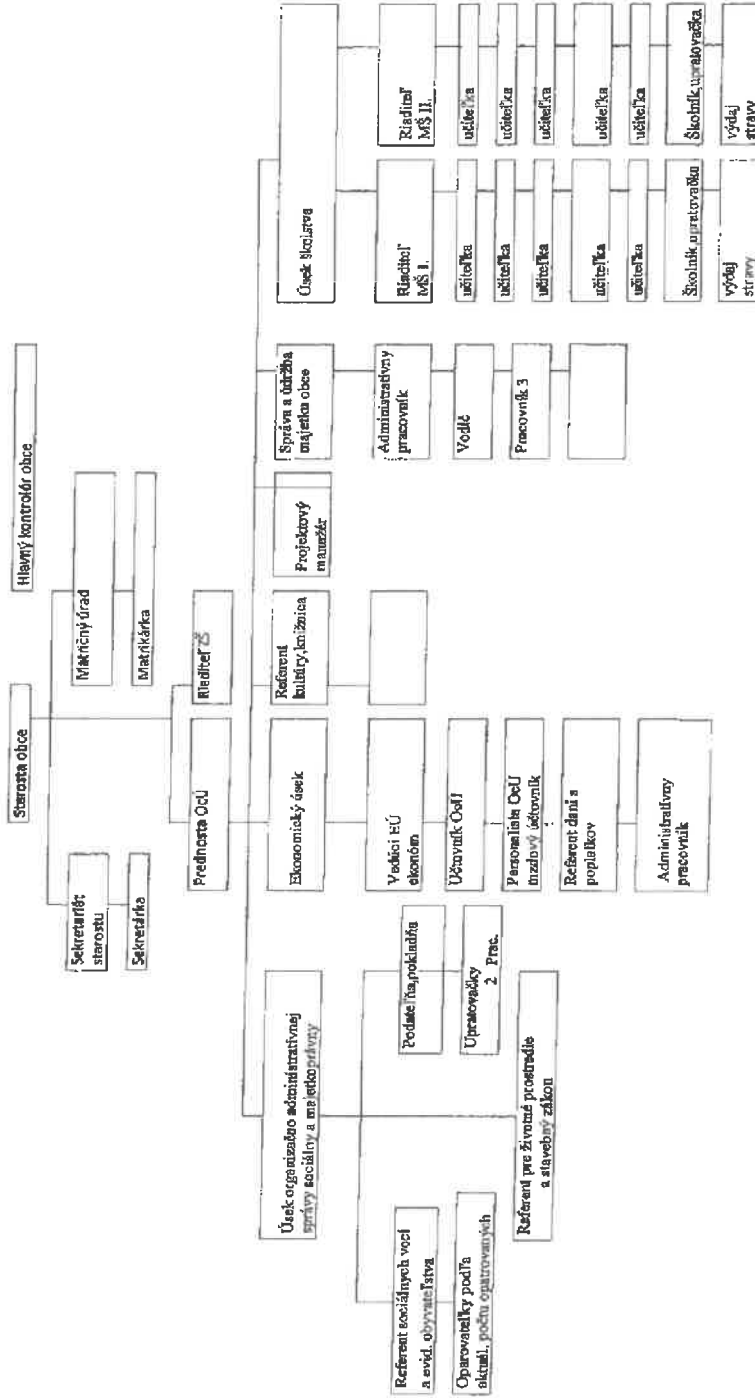 Starosta obce
Hlavný kontrolór obce
Sekretariát
starostu
Matričný úrad
Sekretárka
Matrikárka
Prednosta OcÚ
Riaditeľ ZŠ
Úsek organizačno administratívnej
správy sociálny a majetkoprávny
Ekonomický úsek
Referent
kultúry,knižnica
Projektový
manažér
Správa a údržba
majetku obce
Úsek školstva
Referent sociálnych vecí
a evid. obyvateľstva
Podateľňa,pokladňa
Vedúci EÚ
ekonóm
Administratívny
pracovník
Riaditeľ
MŠ I.
Riaditeľ
MŠ II.
Oparovateľky podľa
aktuál. počtu opatrovaných
Upratovačky
2 Prac.
Účtovník OcÚ
Vodič
učiteľka
učiteľka
učiteľka
učiteľka
Referent pre životné prostredie
a stavebný zákon
Personalista OcÚ
mzdový účtovník
Pracovník 3
učiteľka
učiteľka
Referent daní a
poplatkov
učiteľka
učiteľka
učiteľka
učiteľka
Administratívny
pracovník
Školník,upratovačka
Školník,upratovačka
výdaj
stravy
výdaj
stravy